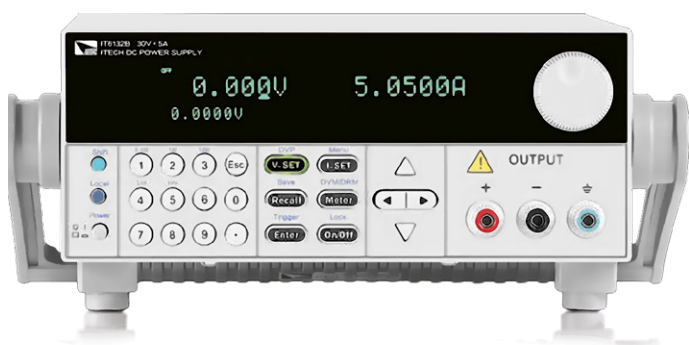 IT6132B 30V・5A
ITECH DC POWER SUPPLY
OFF
0.000V 5.0500A
0.0000V
Shift
1 2 3 Esc
OVP Menu
V.SET I.SET
OUTPUT
Local
4 5 6 0
Save DVM/DRM
Recall Meter
+ -
Power
7 8 9 .
Trigger Lock
Enter On/Off